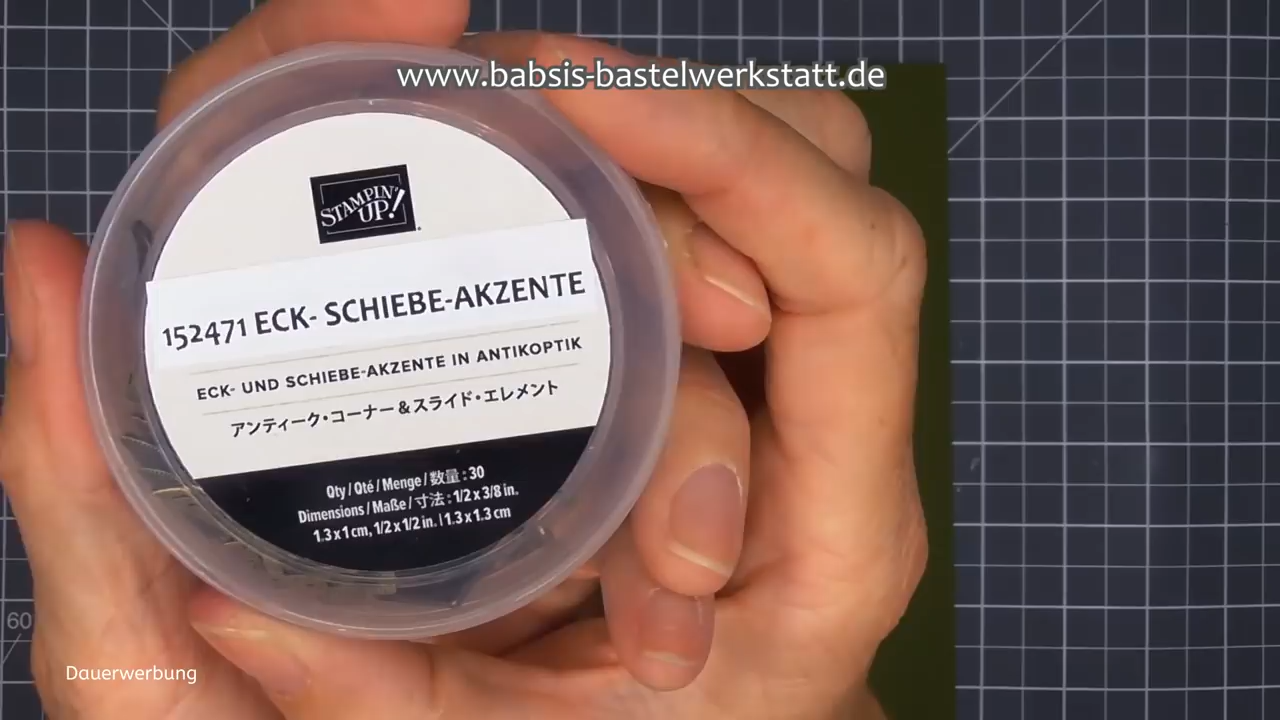 www.babsis-bastelwerkstatt.de
STAMPIN' UP!
152471 ECK- SCHIEBE-AKZENTE
ECK- UND SCHIEBE-AKZENTE IN ANTIKOPTIK
アンティーク・コーナー＆スライド・エレメント
Qty / Qté / Menge / 数量 : 30
Dimensions / Maße / 寸法 : 1/2 x 3/8 in.
1.3 x 1 cm, 1/2 x 1/2 in. / 1.3 x 1.3 cm
60
Dauerwerbung